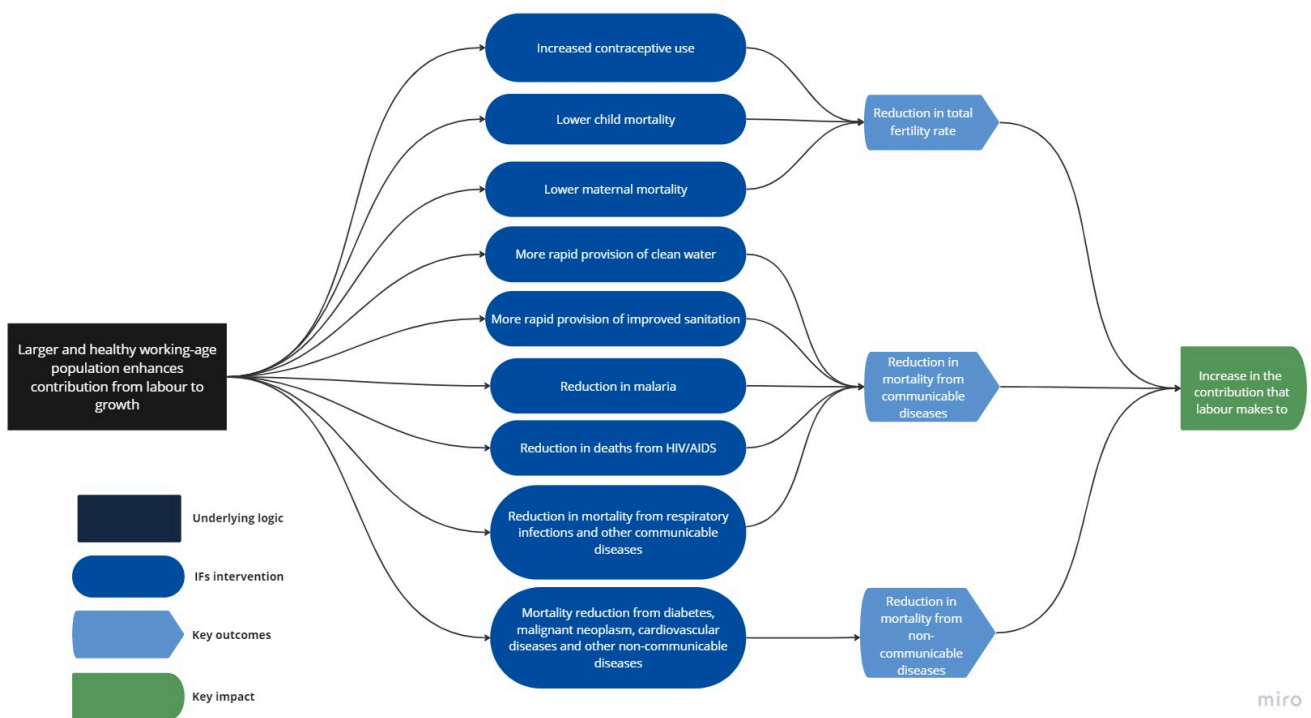 Increased contraceptive use
Lower child mortality
Lower maternal mortality
More rapid provision of clean water
More rapid provision of improved sanitation
Reduction in malaria
Reduction in deaths from HIV/AIDS
Reduction in mortality from respiratory
infections and other communicable
diseases
Mortality reduction from diabetes,
malignant neoplasm, cardiovascular
diseases and other non-communicable
diseases
Reduction in total
fertility rate
Reduction in
mortality from
communicable
diseases
Reduction in
mortality from
non-
communicable
diseases
Larger and healthy working-age
population enhances
contribution from labour to
growth
Increase in the
contribution that
labour makes to
Underlying logic
IFs intervention
Key outcomes
Key impact
miro